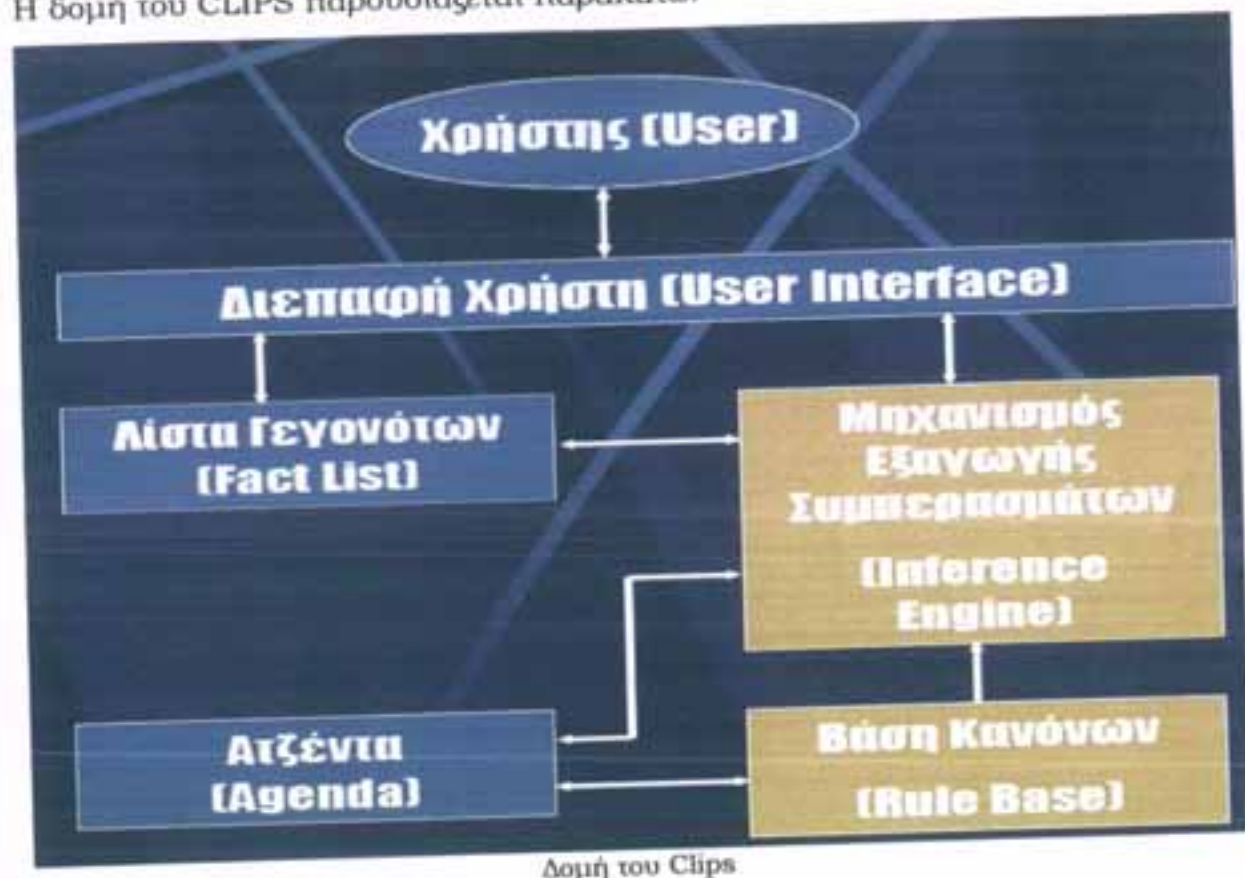 Η δομή του CLIPS παρουσιάζεται παρακάτω.
Χρήστης (User)
Διεπαφή Χρήστη (User Interface)
Λίστα Γεγονότων
(Fact List)
Μηχανισμός
Εξαγωγής
Συμπερασμάτων
(Inference
Engine)
Ατζέντα
(Agenda)
Βάση Κανόνων
(Rule Base)
Δομή του Clips